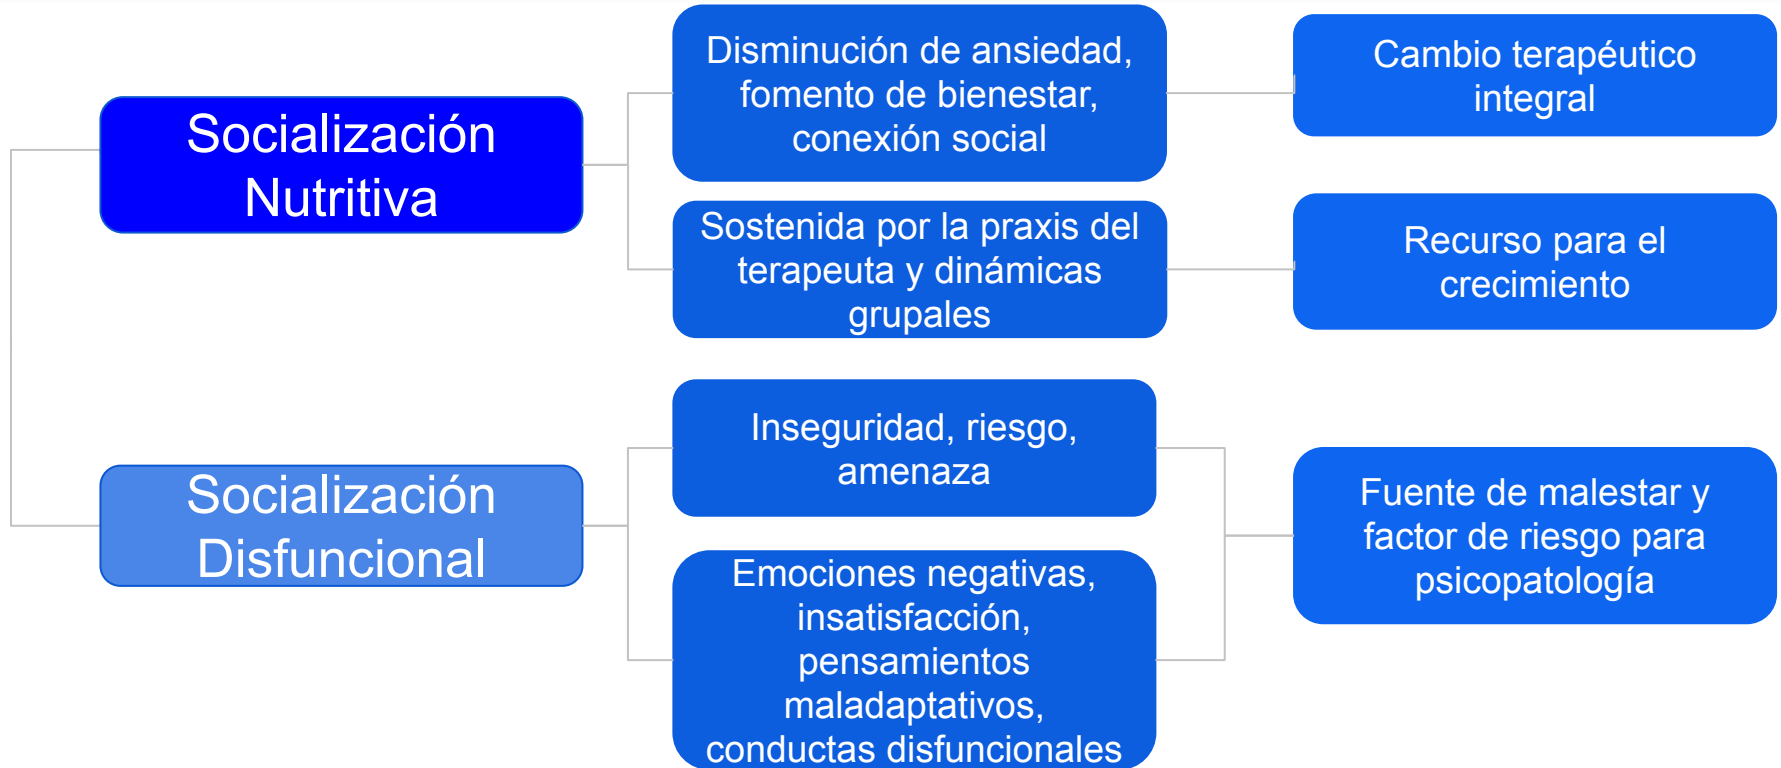 Socialización
Nutritiva
Disminución de ansiedad,
fomento de bienestar,
conexión social
Cambio terapéutico
integral
Sostenida por la praxis del
terapeuta y dinámicas
grupales
Recurso para el
crecimiento
Socialización
Disfuncional
Inseguridad, riesgo,
amenaza
Emociones negativas,
insatisfacción,
pensamientos
maladaptativos,
conductas disfuncionales
Fuente de malestar y
factor de riesgo para
psicopatología